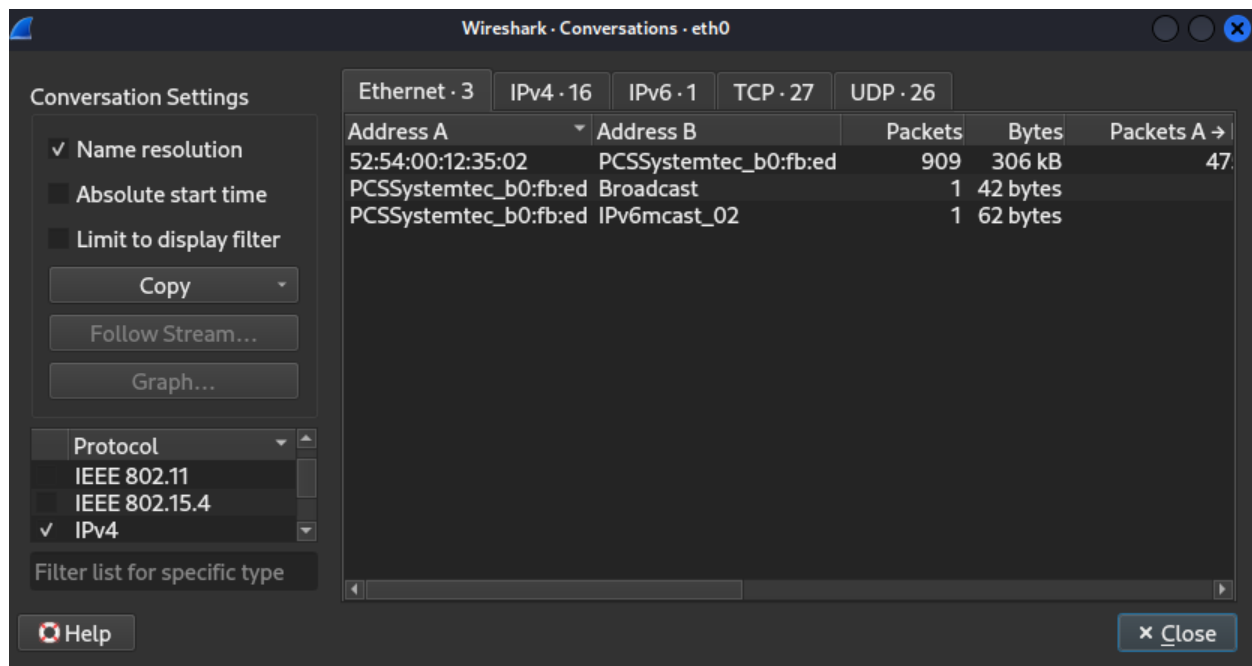 Wireshark · Conversations · eth0
Conversation Settings
Name resolution
Absolute start time
Limit to display filter
Copy
Follow Stream...
Graph...
Protocol
IEEE 802.11
IEEE 802.15.4
IPv4
Filter list for specific type
Ethernet · 3 IPv4 · 16 IPv6 · 1 TCP · 27 UDP · 26
Address A Address B Packets Bytes Packets A →
52:54:00:12:35:02 PCSSystemtec_b0:fb:ed 909 306 kB 47
PCSSystemtec_b0:fb:ed Broadcast 1 42 bytes
PCSSystemtec_b0:fb:ed IPv6mcast_02 1 62 bytes
Help
× Close